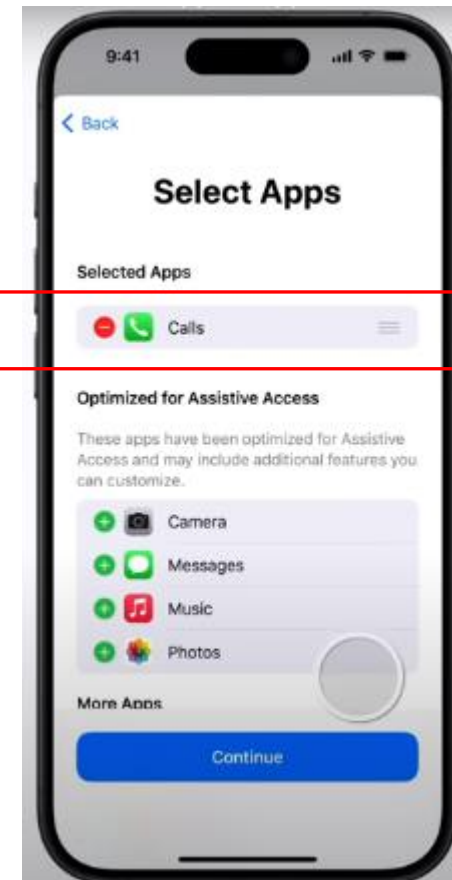 9:41
Back
Select Apps
Selected Apps
Calls
Optimized for Assistive Access
These apps have been optimized for Assistive
Access and may include additional features you
can customize.
Camera
Messages
Music
Photos
More Apps
Continue